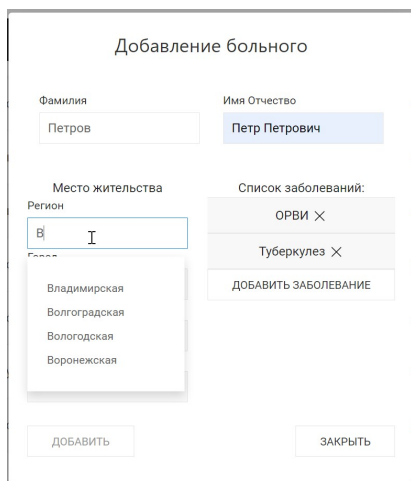 Добавление больного
Фамилия
Имя Отчество
Петров
Петр Петрович
Место жительства
Список заболеваний:
Регион
В
ОРВИ ×
Туберкулез ×
Город
ДОБАВИТЬ ЗАБОЛЕВАНИЕ
Владимирская
Волгоградская
Вологодская
Воронежская
ДОБАВИТЬ
ЗАКРЫТЬ